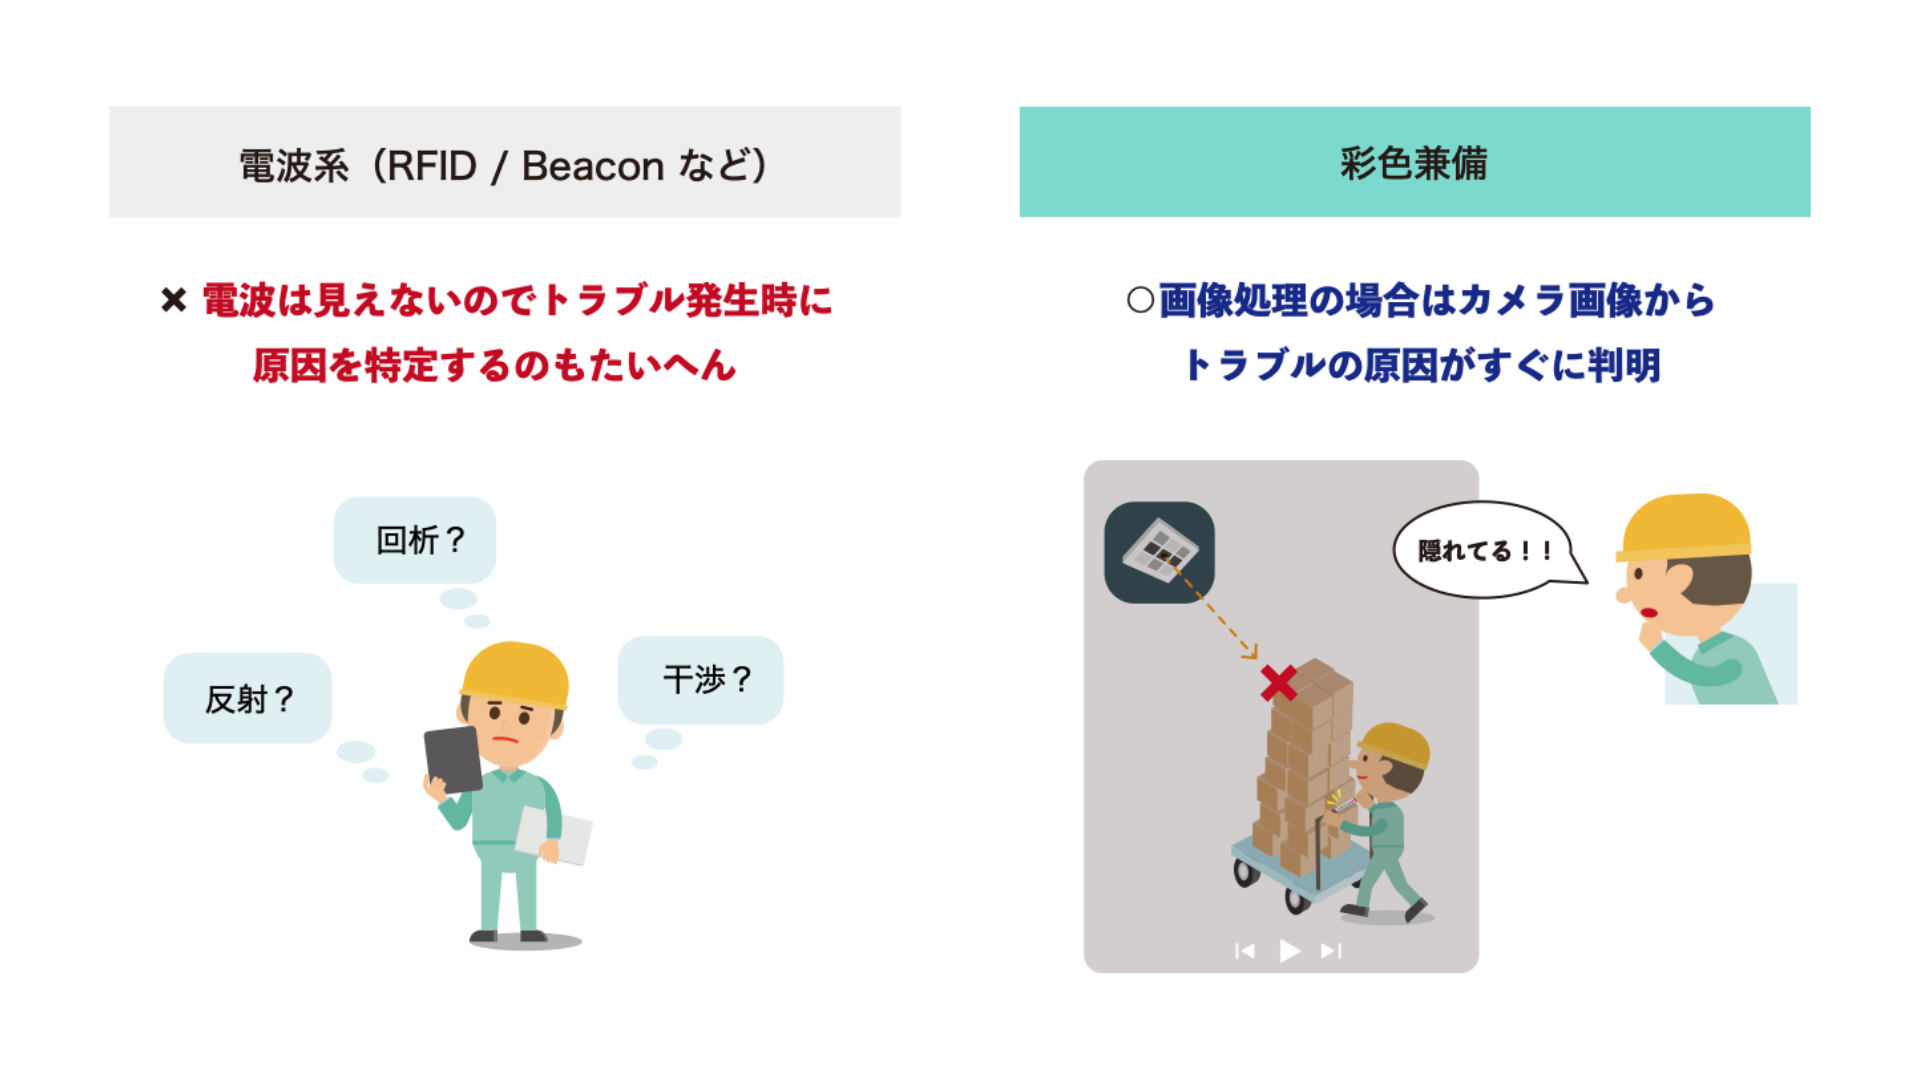 電波系（RFID / Beacon など）
✖ 電波は見えないのでトラブル発生時に
原因を特定するのもたいへん
回析？
反射？
干渉？
彩色兼備
○画像処理の場合はカメラ画像から
トラブルの原因がすぐに判明
隠れてる！！